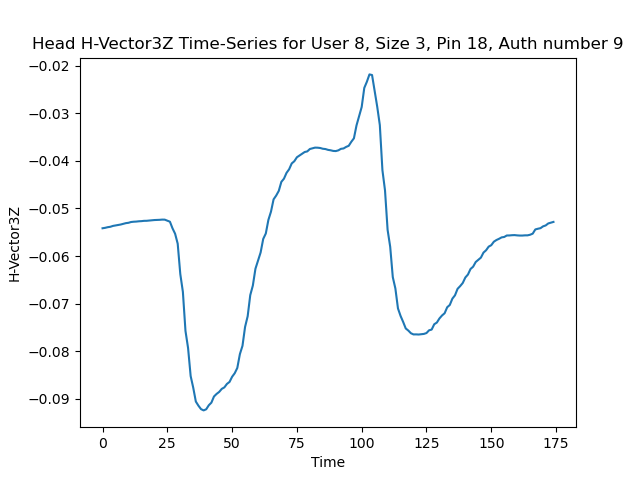 Head H-Vector3Z Time-Series for User 8, Size 3, Pin 18, Auth number 9
−0.02
−0.03
−0.04
−0.05
−0.06
−0.07
−0.08
−0.09
H-Vector3Z
0 25 50 75 100 125 150 175
Time